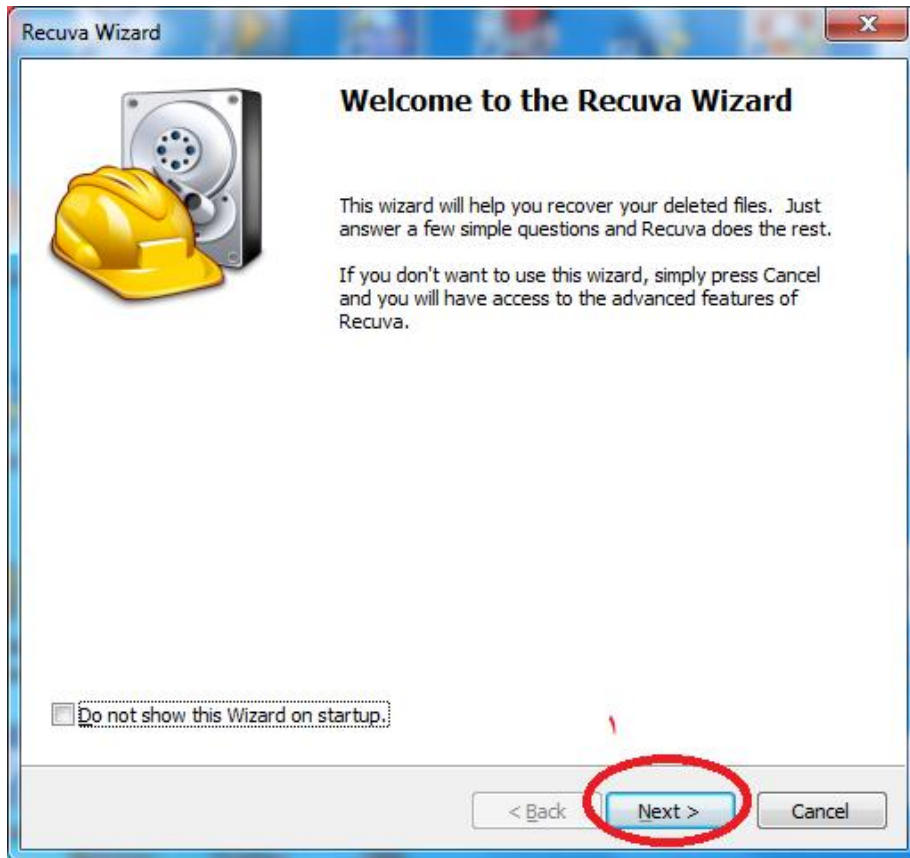 Recuva Wizard
Welcome to the Recuva Wizard
This wizard will help you recover your deleted files. Just
answer a few simple questions and Recuva does the rest.
If you don't want to use this wizard, simply press Cancel
and you will have access to the advanced features of
Recuva.
Do not show this Wizard on startup.
١
< Back Next > Cancel